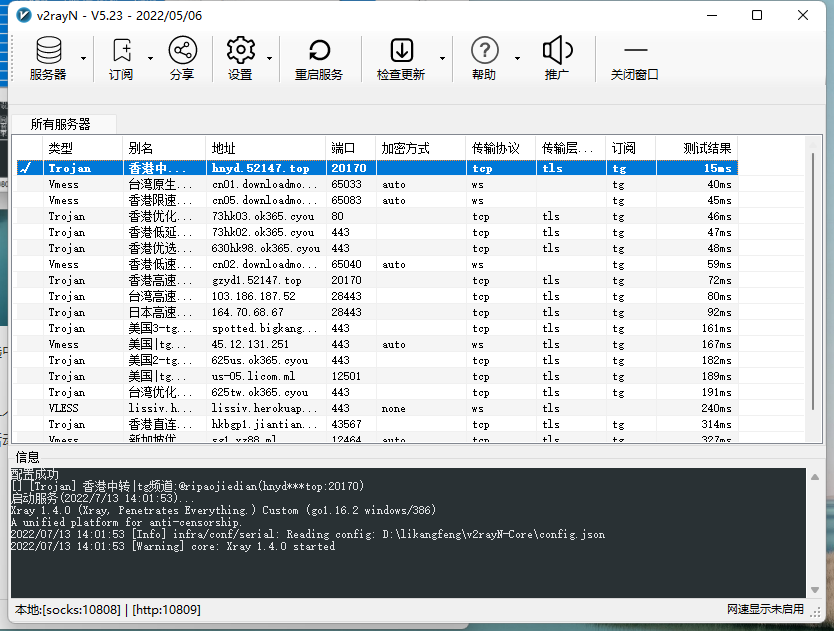 v2rayN - V5.23 - 2022/05/06
服务器 订阅 分享 设置 重启服务 检查更新 帮助 推广 关闭窗口
所有服务器
类型 别名 地址 端口 加密方式 传输协议 传输层... 订阅 测试结果
✓ Trojan 香港中... hnyd.52147.top 20170 tcp tls tg 15ms
Vmess 台湾原生... cn01.downloadmo... 65033 auto ws tg 40ms
Vmess 香港限速... cn05.downloadmo... 65083 auto ws tg 45ms
Trojan 香港优化... 73hk03.ok365.cyou 80 tcp tls tg 46ms
Trojan 香港低延... 73hk02.ok365.cyou 443 tcp tls tg 47ms
Trojan 香港优选... 630hk98.ok365.cyou 443 tcp tls tg 48ms
Vmess 香港低速... cn02.downloadmo... 65040 auto ws tg 59ms
Trojan 香港高速... gzyd1.52147.top 20170 tcp tls tg 72ms
Trojan 台湾高速... 103.186.187.52 28443 tcp tls tg 80ms
Trojan 日本高速... 164.70.68.67 28443 tcp tls tg 92ms
Trojan 美国3-tg... spotted.bigkang... 443 tcp tls tg 161ms
Vmess 美国|tg... 45.12.131.251 443 auto ws tls tg 167ms
Trojan 美国2-tg... 625us.ok365.cyou 443 tcp tls tg 182ms
Trojan 美国|tg... us-05.licom.ml 12501 tcp tls tg 189ms
Trojan 台湾优化... 625tw.ok365.cyou 443 tcp tls tg 191ms
VLESS lissiv.h... lissiv.herokuap... 443 none ws tls 240ms
Trojan 香港直连... hkbgp1.jiantian... 43567 tcp tls tg 314ms
Vmess 新加坡优... sg1.xz88.ml 12464 auto ws tg 327ms
信息
配置成功
[] [Trojan] 香港中转|tg频道:@ripaojiedian(hnyd***top:20170)
启动服务(2022/7/13 14:01:53)...
Xray 1.4.0 (Xray, Penetrates Everything.) Custom (go1.16.2 windows/386)
A unified platform for anti-censorship.
2022/07/13 14:01:53 [Info] infra/conf/serial: Reading config: D:\likangfeng\v2rayN-Core\config.json
2022/07/13 14:01:53 [Warning] core: Xray 1.4.0 started
本地:[socks:10808] | [http:10809] 网速显示未启用